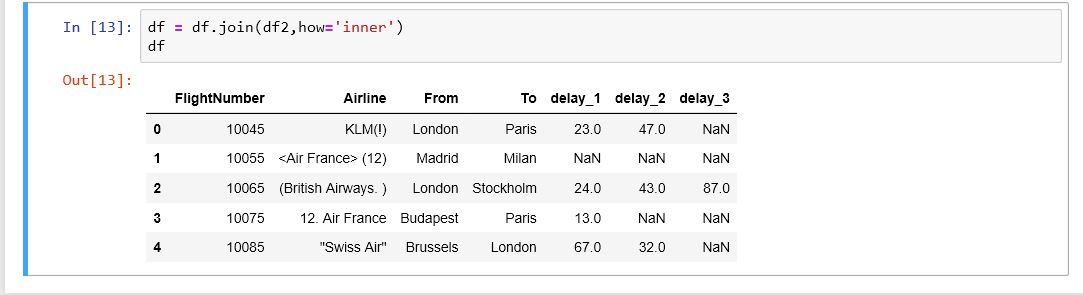 In [13]: df = df.join(df2,how='inner')
df
Out[13]:
FlightNumber Airline From To delay_1 delay_2 delay_3
0 10045 KLM(!) London Paris 23.0 47.0 NaN
1 10055 <Air France> (12) Madrid Milan NaN NaN NaN
2 10065 (British Airways. ) London Stockholm 24.0 43.0 87.0
3 10075 12. Air France Budapest Paris 13.0 NaN NaN
4 10085 "Swiss Air" Brussels London 67.0 32.0 NaN